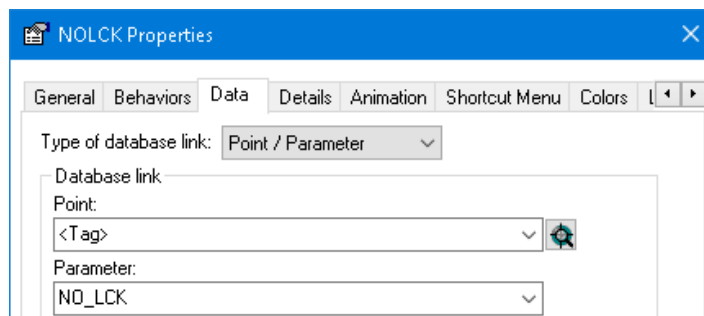 NOLCK Properties
General Behaviors Data Details Animation Shortcut Menu Colors
Type of database link: Point / Parameter
Database link
Point:
<Tag>
Parameter:
NO_LCK